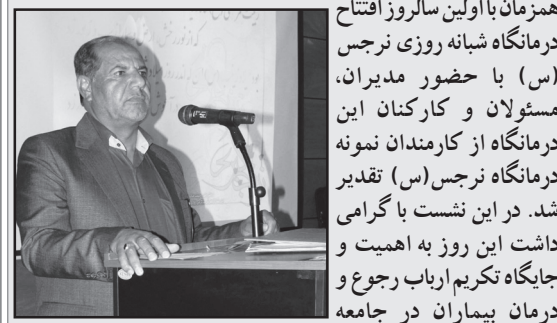 همزمان با اولین سالروز افتتاح
درمانگاه شبانه روزی نرجس
(س) با حضور مدیران،
مسئولان و کارکنان این
درمانگاه از کارمندان نمونه
درمانگاه نرجس(س) تقدیر
شد. در این نشست با گرامی
داشت این روز به اهمیت و
جایگاه تکریم ارباب رجوع و
درمان بیماران در جامعه